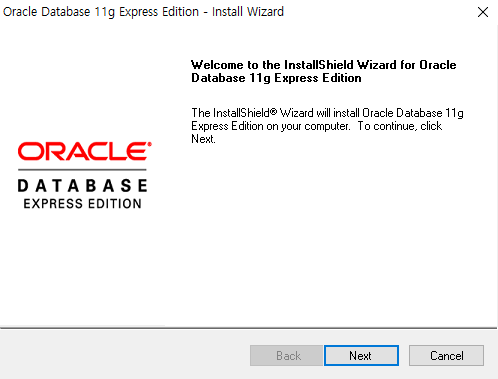 Oracle Database 11g Express Edition - Install Wizard
Welcome to the InstallShield Wizard for Oracle
Database 11g Express Edition
The InstallShield® Wizard will install Oracle Database 11g
Express Edition on your computer. To continue, click
Next.
ORACLE®
DATABASE
EXPRESS EDITION
Back
Next
Cancel